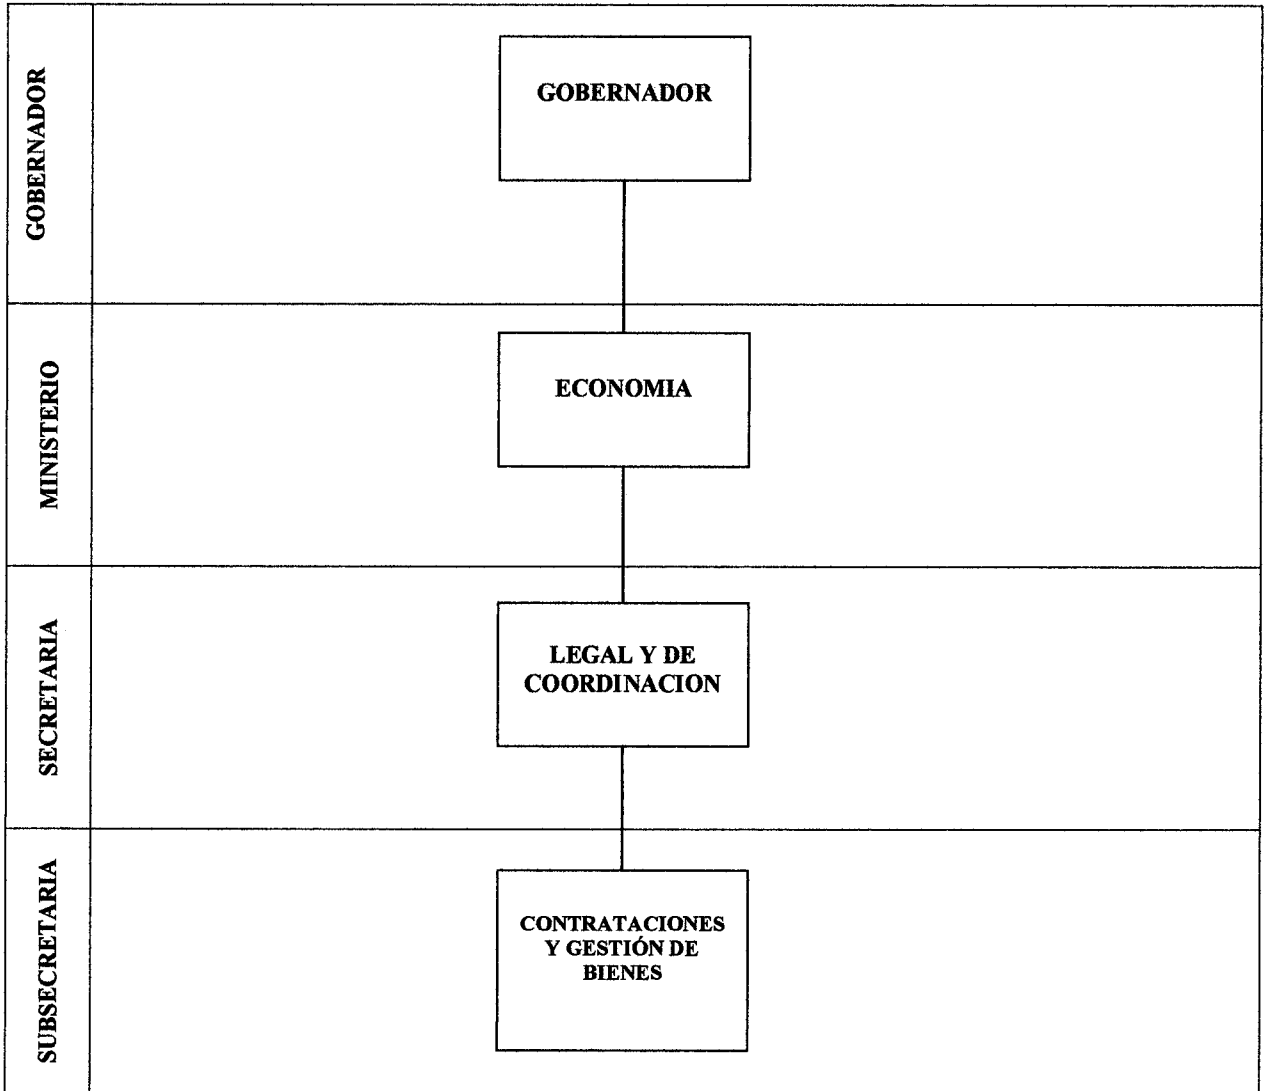 GOBERNADOR
GOBERNADOR
MINISTERIO
ECONOMIA
SECRETARIA
LEGAL Y DE
COORDINACION
SUBSECRETARIA
CONTRATACIONES
Y GESTIÓN DE
BIENES